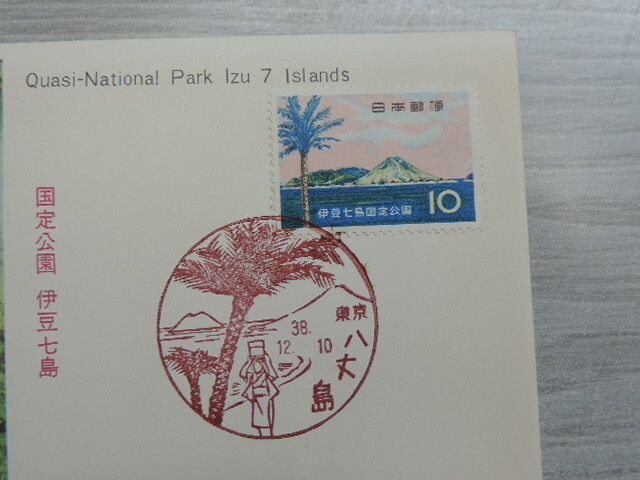 Quasi-National Park Izu 7 Islands
日本郵便
伊豆七島国定公園 10
国定公園 伊豆七島
東京
八丈島
38.
12. 10